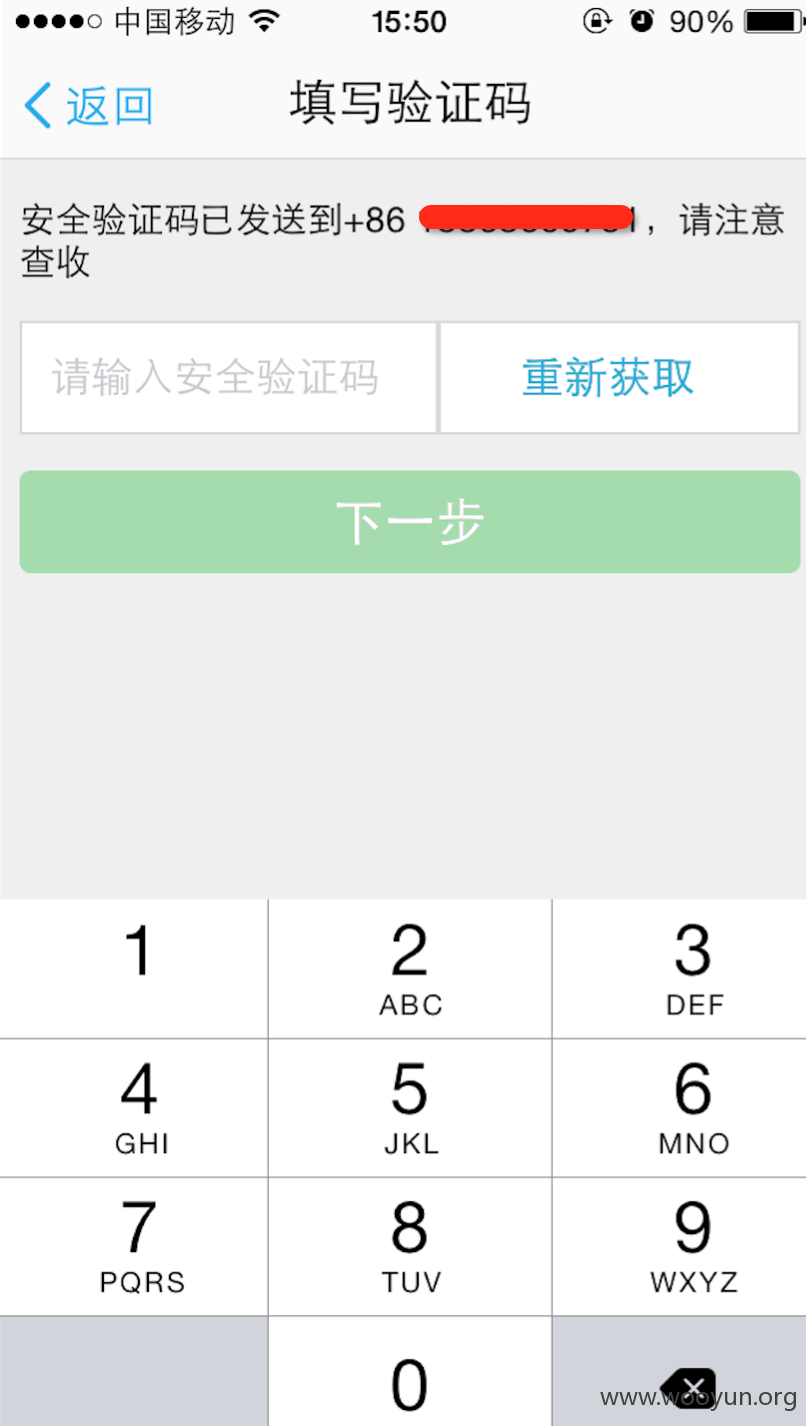 中国移动 15:50 90%
返回 填写验证码
安全验证码已发送到+86 ，请注意
查收
请输入安全验证码 重新获取
下一步
1 2 3
ABC DEF
4 5 6
GHI JKL MNO
7 8 9
PQRS TUV WXYZ
0
www.wooyun.org